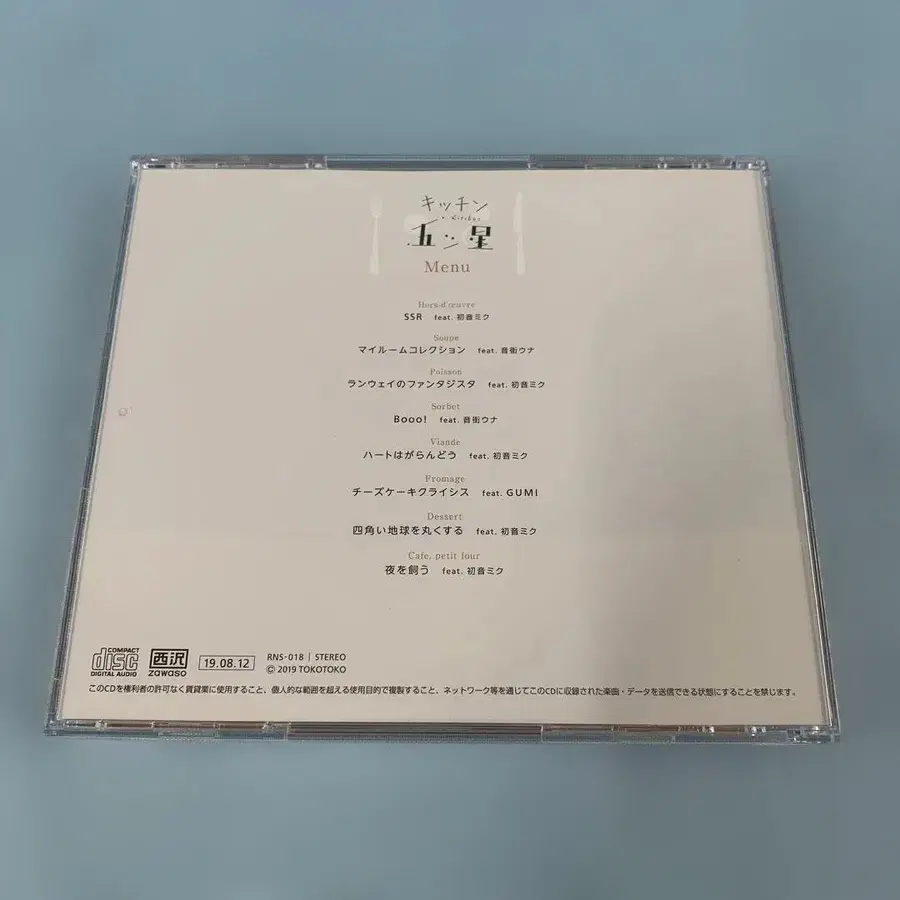 キッチン
Kitchen
五ツ星
Menu
Hors-d'œuvre
SSR feat. 初音ミク
Soupe
マイルームコレクション feat. 音街ウナ
Poisson
ランウェイのファンタジスタ feat. 初音ミク
Sorbet
Booo! feat. 音街ウナ
Viande
ハートはがらんどう feat. 初音ミク
Fromage
チーズケーキクライシス feat. GUMI
Dessert
四角い地球を丸くする feat. 初音ミク
Cafe, petit four
夜を飼う feat. 初音ミク
COMPACT
disc
DIGITAL AUDIO
西沢
zawaso
19.08.12
RNS-018 | STEREO
© 2019 TOKOTOKO
このCDを権利者の許可なく賃貸業に使用すること、個人的な範囲を超える使用目的で複製すること、ネットワーク等を通じてこのCDに収録された楽曲・データを送信できる状態にすることを禁じます。